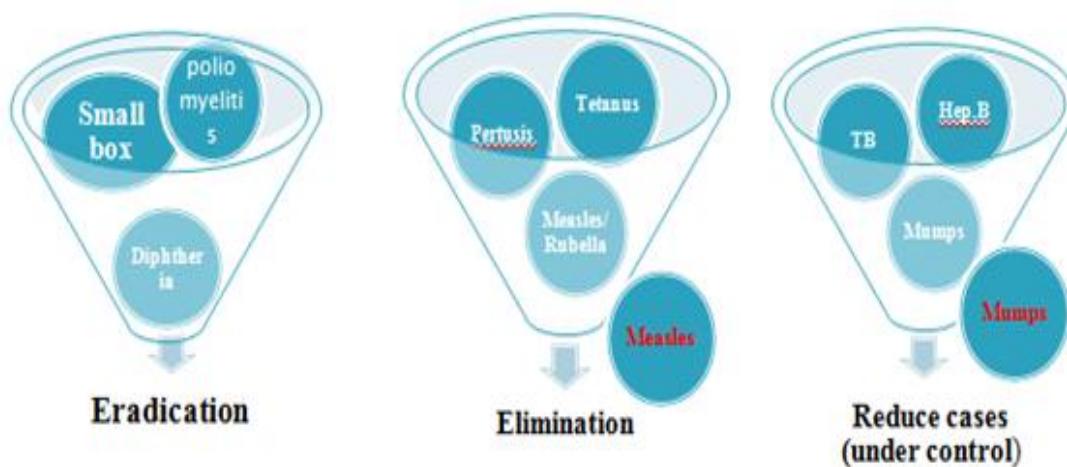 Small
box
polio
myeliti
s
Diphther
ia
Eradication
Pertusis
Tetanus
Measles/
Rubella
Measles
Elimination
TB
Hep.B
Mumps
Mumps
Reduce cases
(under control)